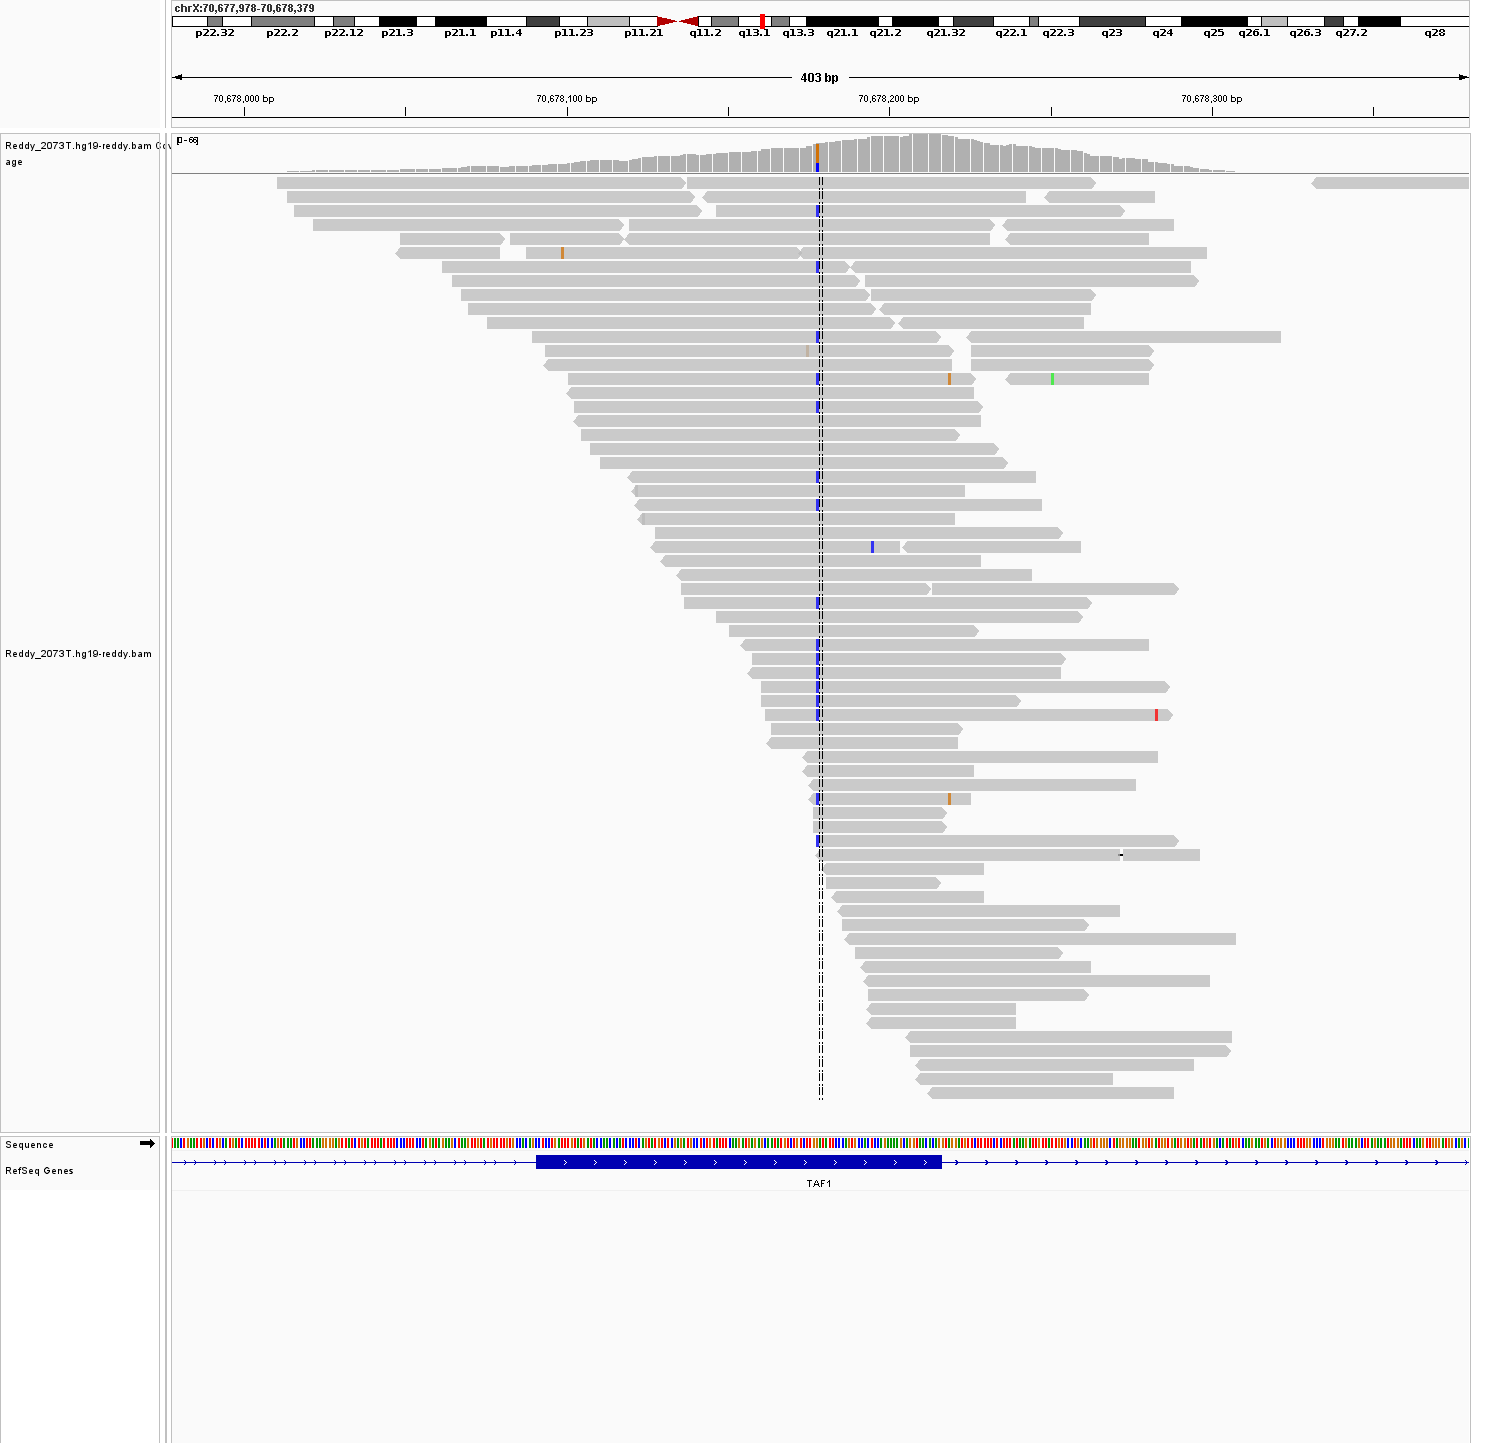 chrX:70,677,978-70,678,379
p22.32 p22.2 p22.12 p21.3 p21.1 p11.4 p11.23 p11.21 q11.2 q13.1 q13.3 q21.1 q21.2 q21.32 q22.1 q22.3 q23 q24 q25 q26.1 q26.3 q27.2 q28
403 bp
70,678,000 bp 70,678,100 bp 70,678,200 bp 70,678,300 bp
[0-66]
Reddy_2073T.hg19-reddy.bam Cov
age
Reddy_2073T.hg19-reddy.bam
Sequence
RefSeq Genes
TAF1